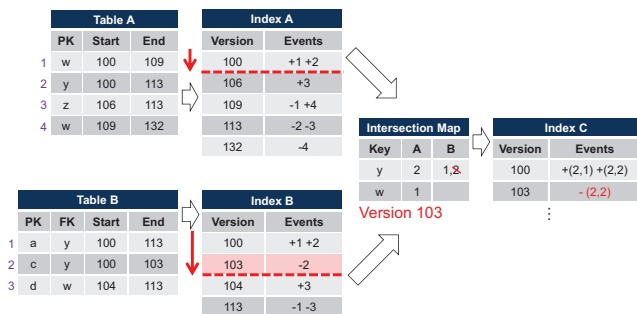 Table A
PK Start End
1 w 100 109
2 y 100 113
3 z 106 113
4 w 109 132
Index A
Version Events
100 +1 +2
106 +3
109 -1 +4
113 -2 -3
132 -4
Intersection Map
Key A B
y 2 1,2
w 1
Version 103
Index C
Version Events
100 +(2,1) +(2,2)
103 - (2,2)
⋮
Table B
PK FK Start End
1 a y 100 113
2 c y 100 103
3 d w 104 113
Index B
Version Events
100 +1 +2
103 -2
104 +3
113 -1 -3